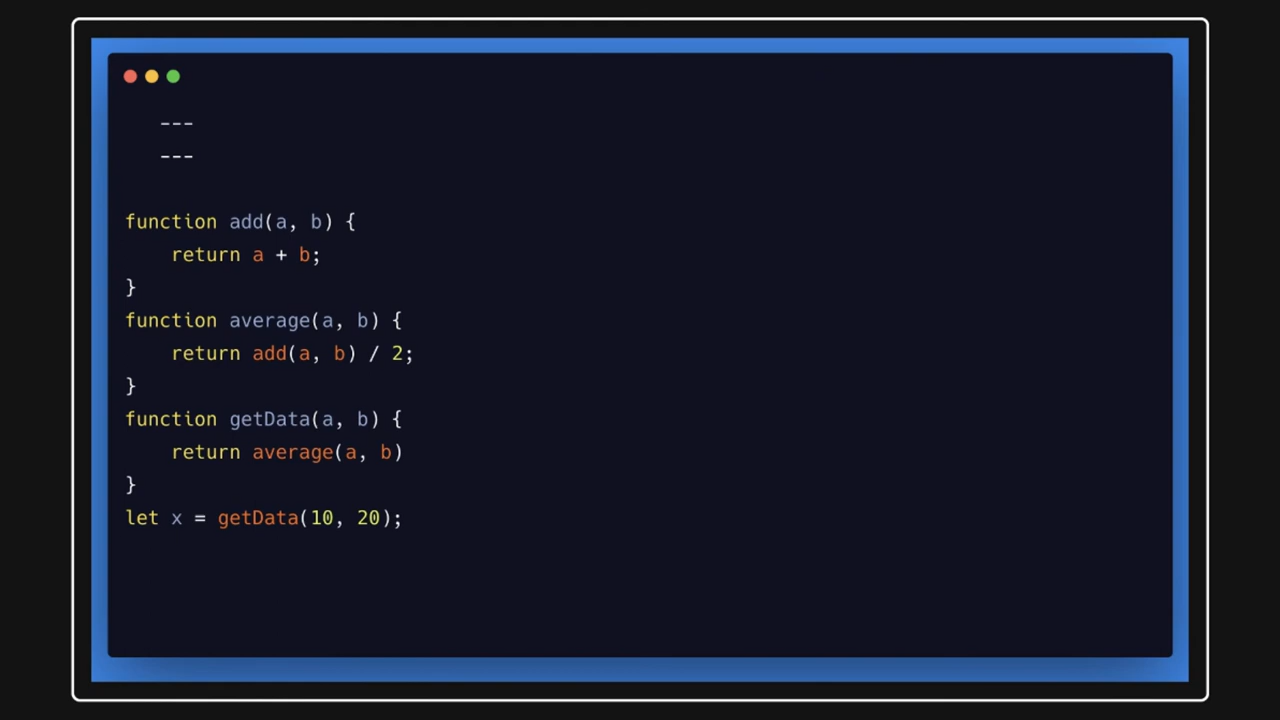 ---
---
function add(a, b) {
return a + b;
}
function average(a, b) {
return add(a, b) / 2;
}
function getData(a, b) {
return average(a, b)
}
let x = getData(10, 20);